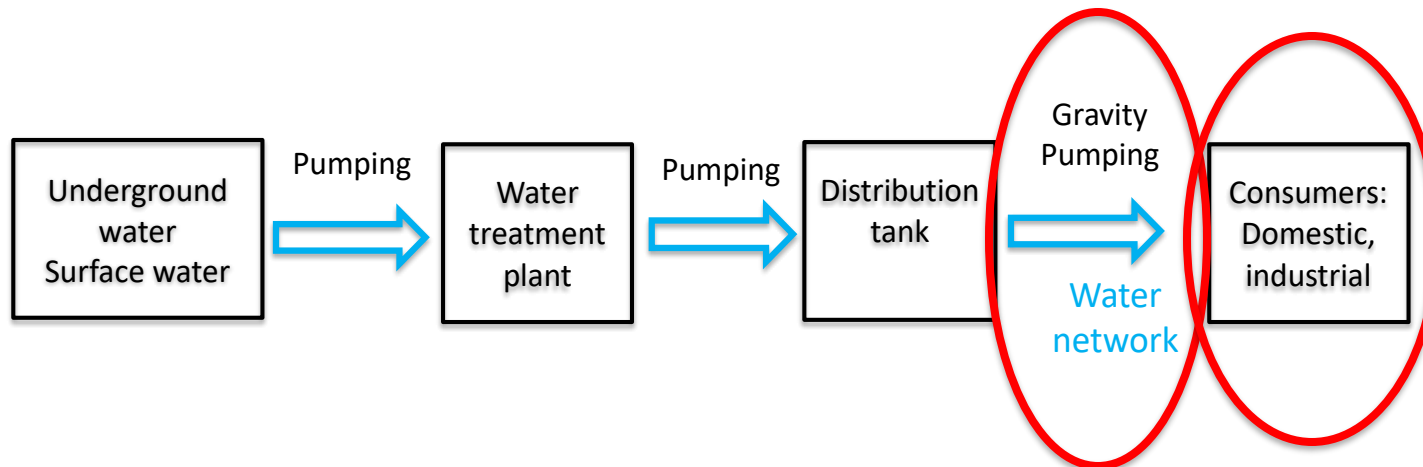 Underground
water
Surface water
Pumping
Water
treatment
plant
Pumping
Distribution
tank
Gravity
Pumping
Water
network
Consumers:
Domestic,
industrial